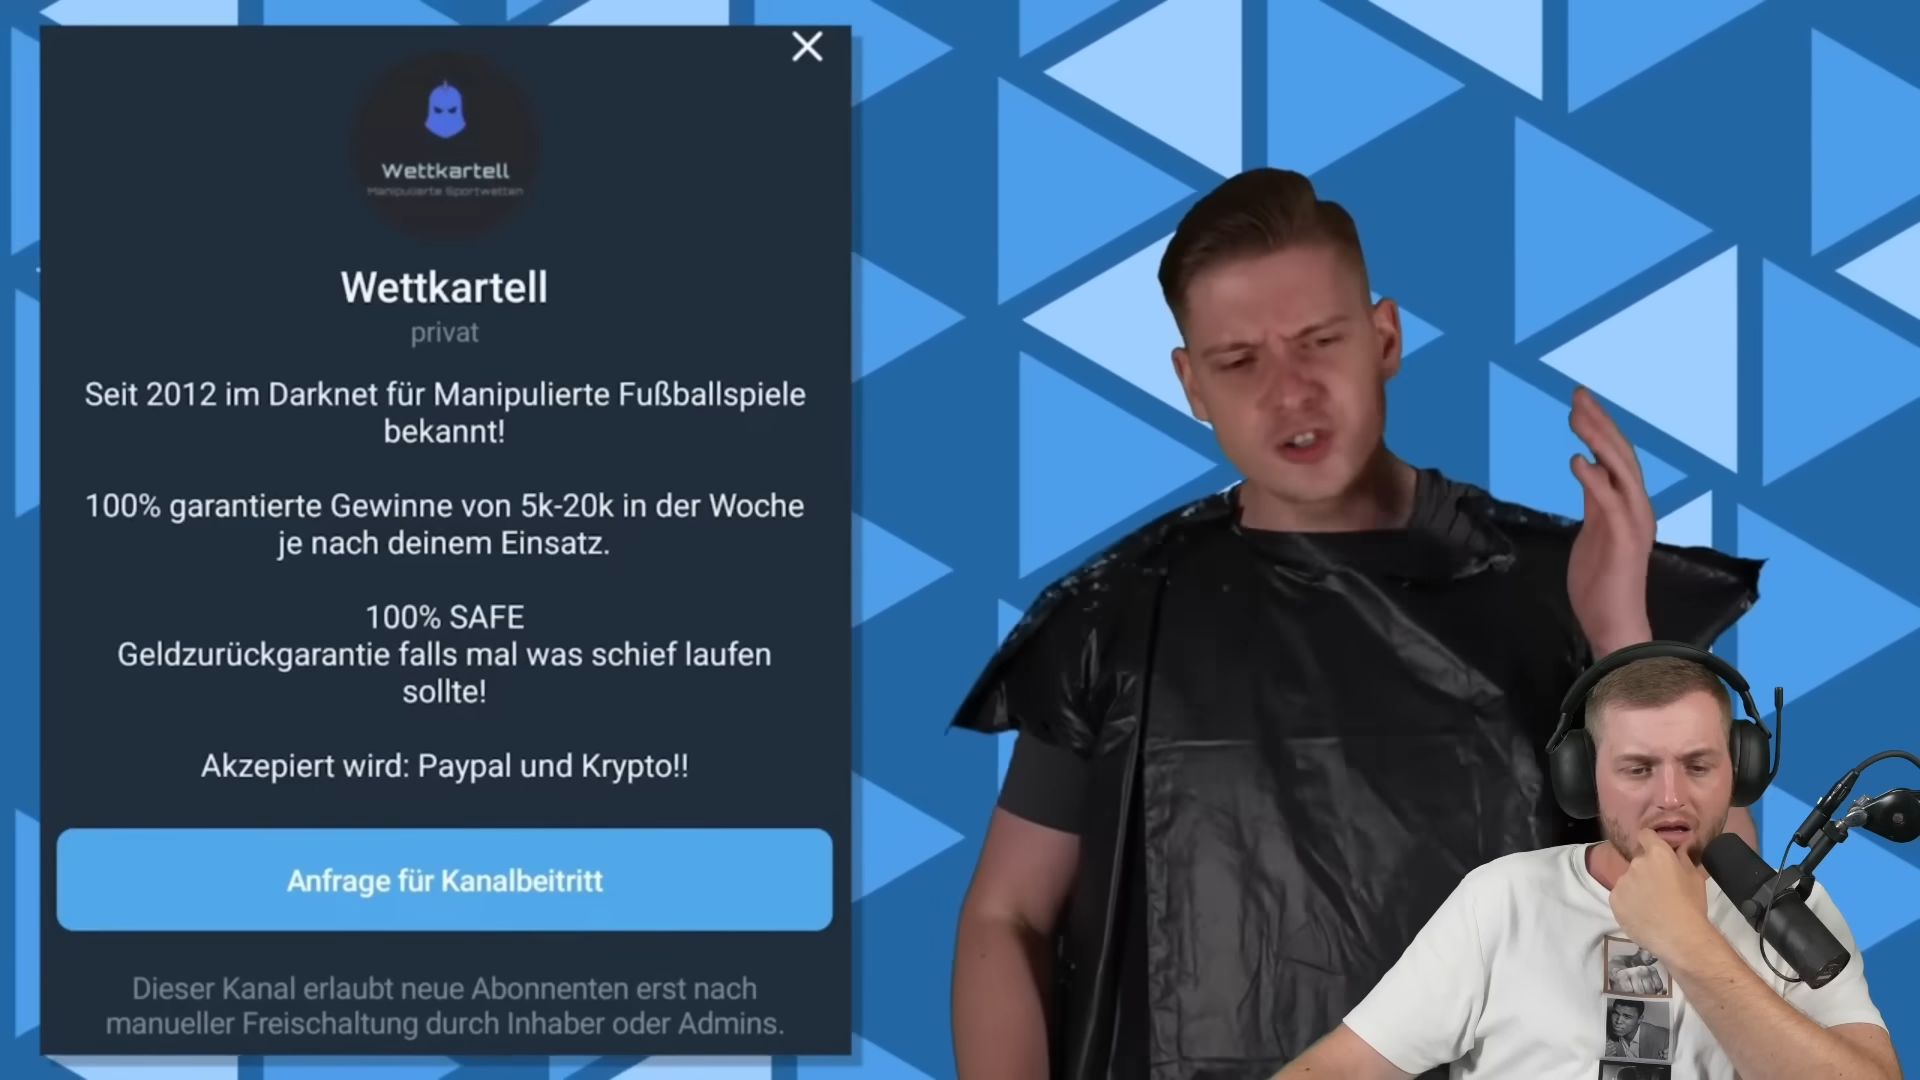 Wettkartell
Manipulierte Sportwetten
Wettkartell
privat
Seit 2012 im Darknet für Manipulierte Fußballspiele
bekannt!
100% garantierte Gewinne von 5k-20k in der Woche
je nach deinem Einsatz.
100% SAFE
Geldzurückgarantie falls mal was schief laufen
sollte!
Akzepiert wird: Paypal und Krypto!!
Anfrage für Kanalbeitritt
Dieser Kanal erlaubt neue Abonnenten erst nach
manueller Freischaltung durch Inhaber oder Admins.